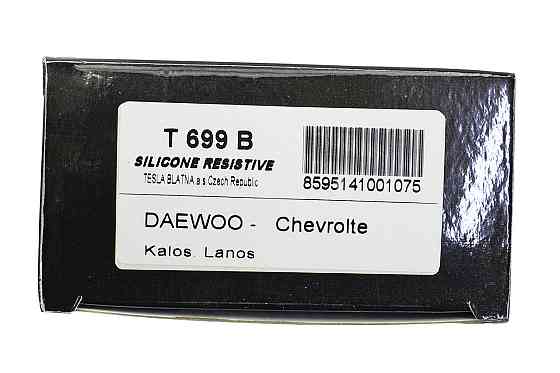 T 699 B
SILICONE RESISTIVE
TESLA BLATNA a s Czech Republic
8595141001075
DAEWOO - Chevrolte
Kalos Lanos